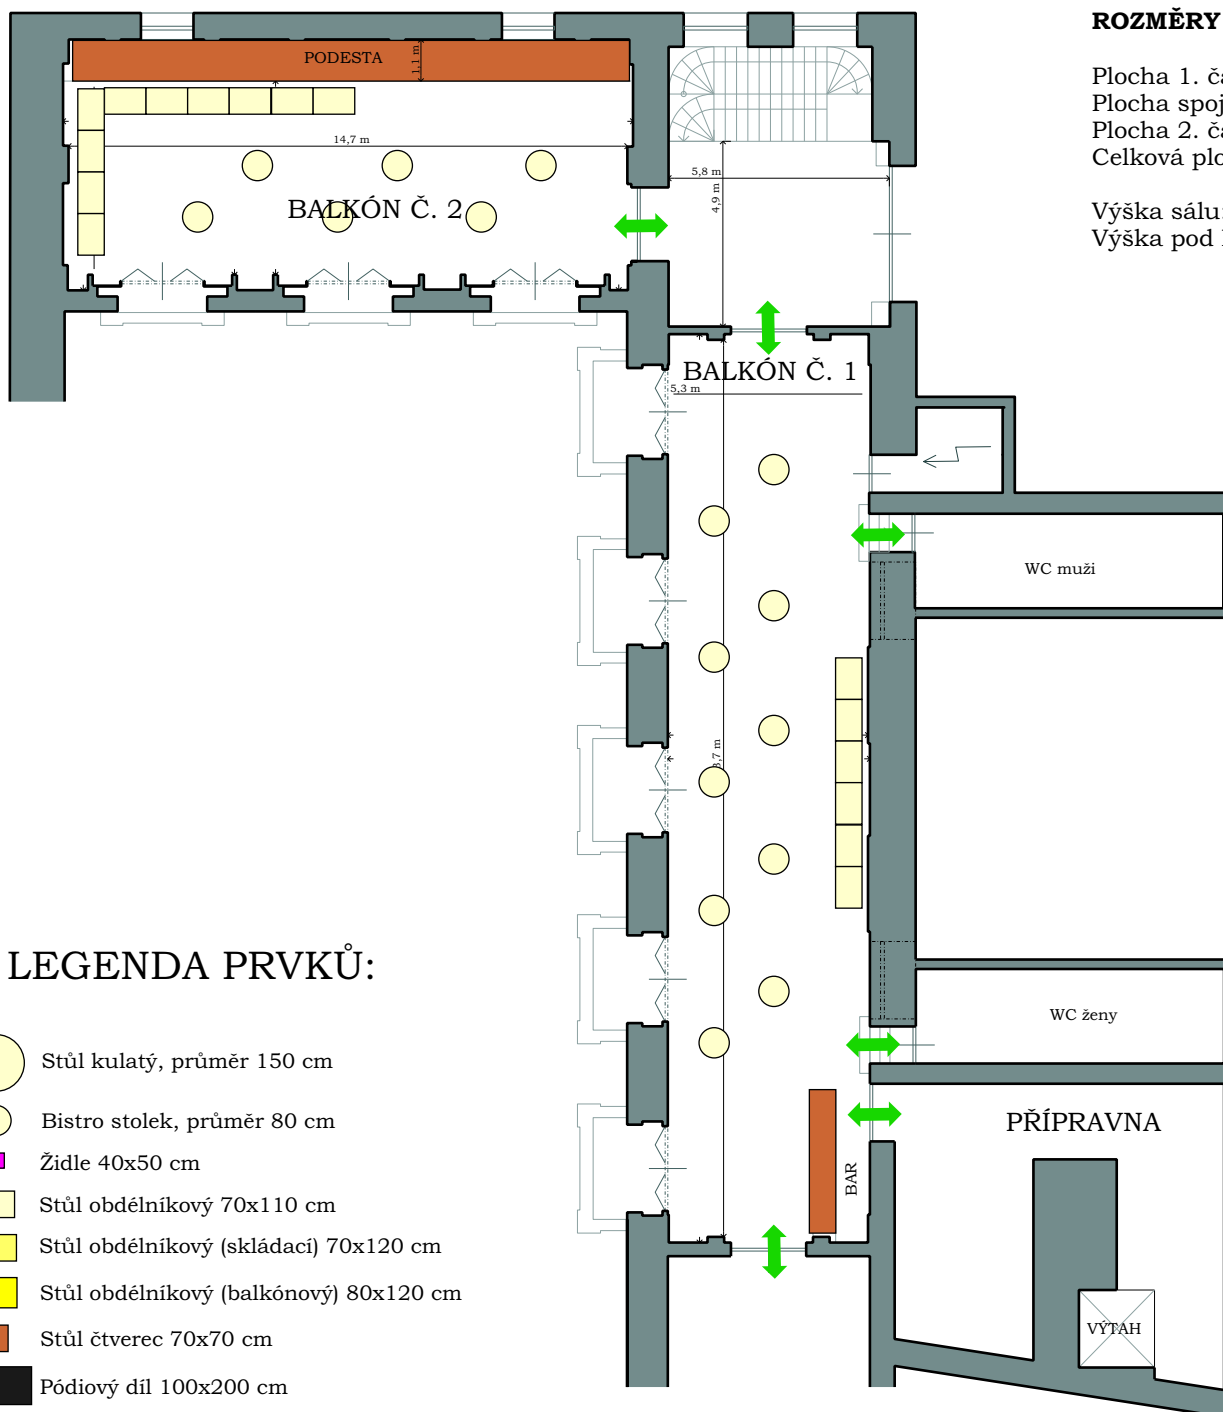 ROZMĚRY
PODESTA
1,1 m
Plocha 1. 
Plocha
Plocha 2. 
Celková
14,7 m
5,8 m
4,9 m
BALKÓN Č. 2
Výška sálu:
Výška pod
BALKÓN Č. 1
5,3 m
WC muži
LEGENDA PRVKŮ:
WC ženy
Stůl kulatý, průměr 150 cm
Bistro stolek, průměr 80 cm
PŘÍPRAVNA
Židle 40x50 cm
BAR
Stůl obdélníkový 70x110 cm
Stůl obdélníkový (skládací) 70x120 cm
Stůl obdélníkový (balkónový) 80x120 cm
VÝTAH
Stůl čtverec 70x70 cm
Pódiový díl 100x200 cm